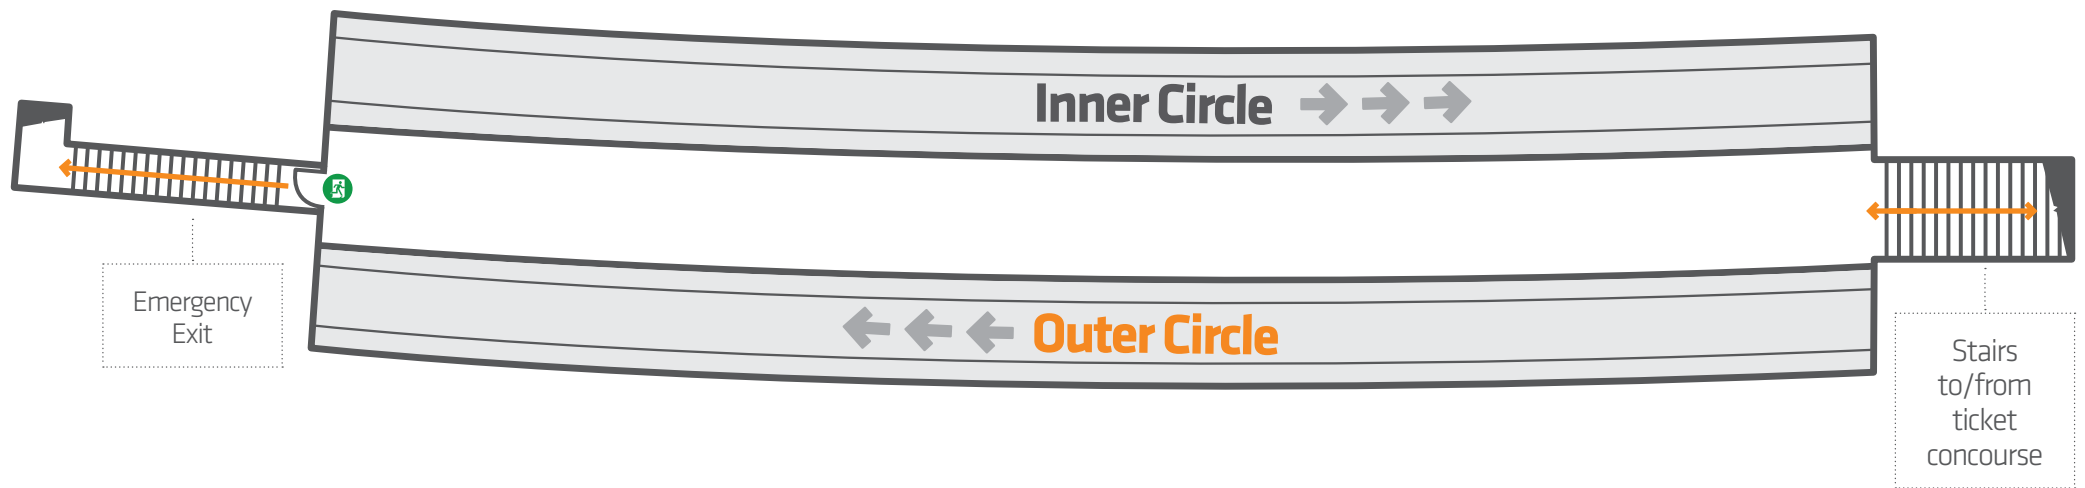 Inner Circle
Outer Circle
Emergency
Exit
Stairs
to/from
ticket
concourse